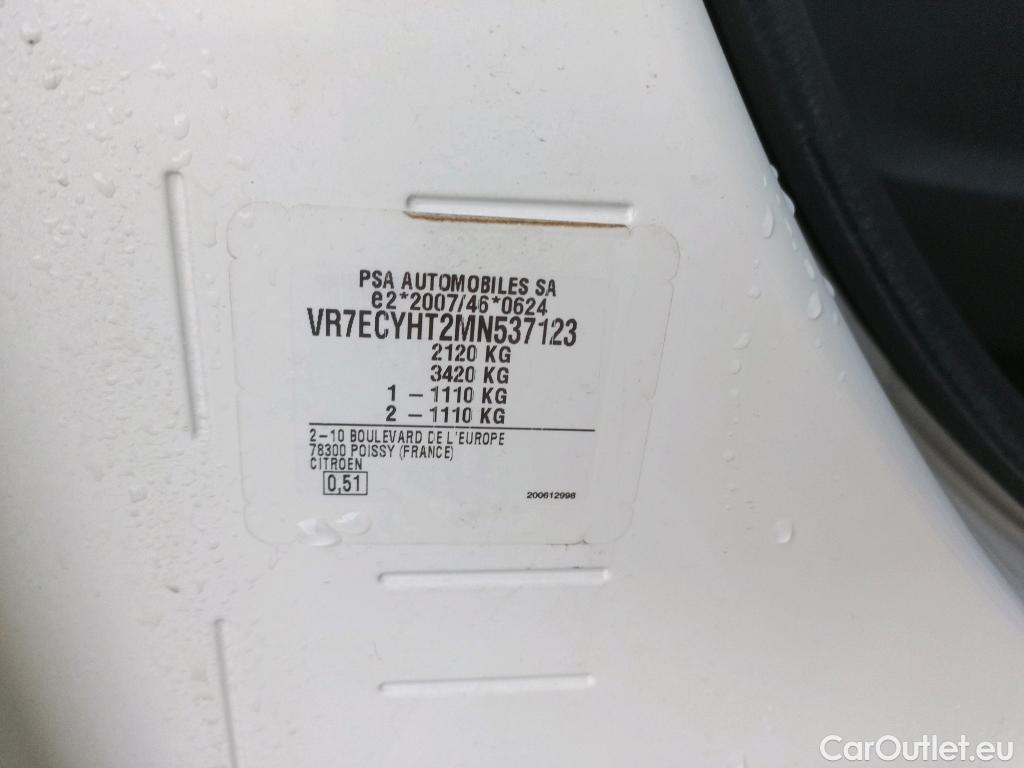 PSA AUTOMOBILES SA
e2*2007/46*0624
VR7ECYHT2MN537123
2120 KG
3420 KG
1 - 1110 KG
2 - 1110 KG
2-10 BOULEVARD DE L'EUROPE
78300 POISSY (FRANCE)
CITROEN
0,51
200612998
CarOutlet.eu